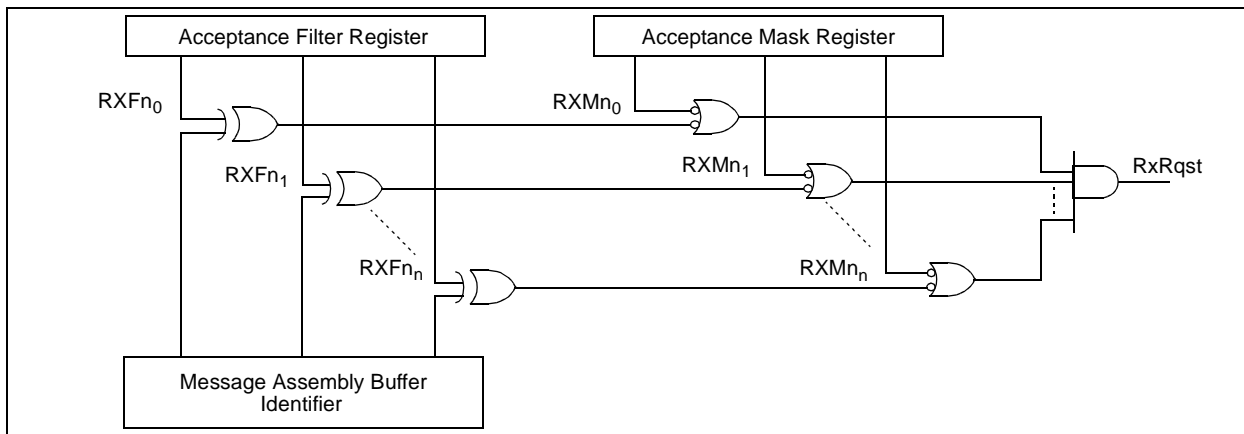 Acceptance Filter Register
Acceptance Mask Register
RXFn0
RXMn0
RXFn1
RXMn1
RxRqst
RXFnn
RXMnn
Message Assembly Buffer
Identifier